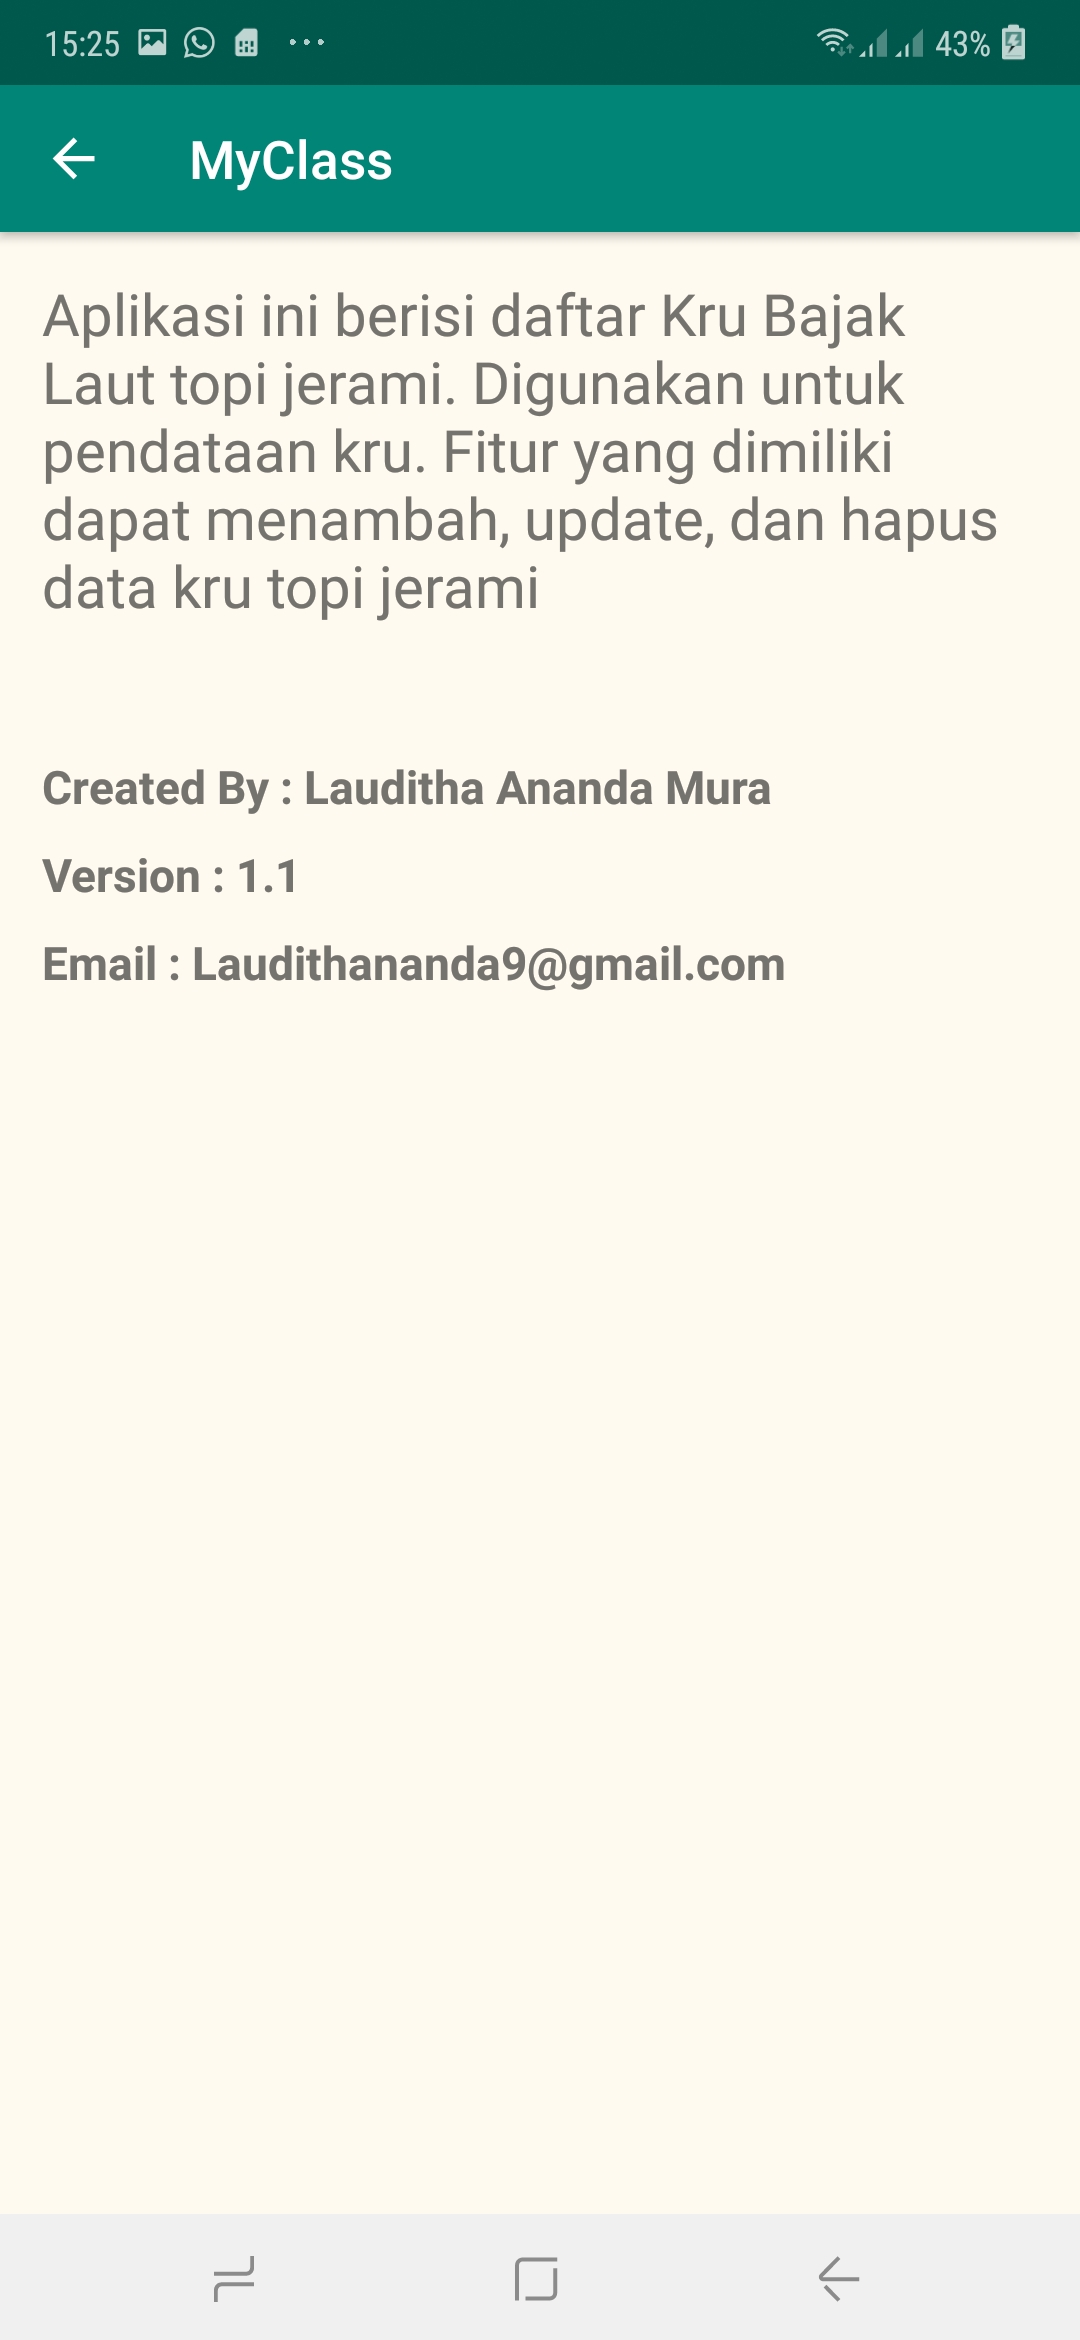 15:25
43%
MyClass
Aplikasi ini berisi daftar Kru Bajak
Laut topi jerami. Digunakan untuk
pendataan kru. Fitur yang dimiliki
dapat menambah, update, dan hapus
data kru topi jerami
Created By : Lauditha Ananda Mura
Version : 1.1
Email : Laudithananda9@gmail.com